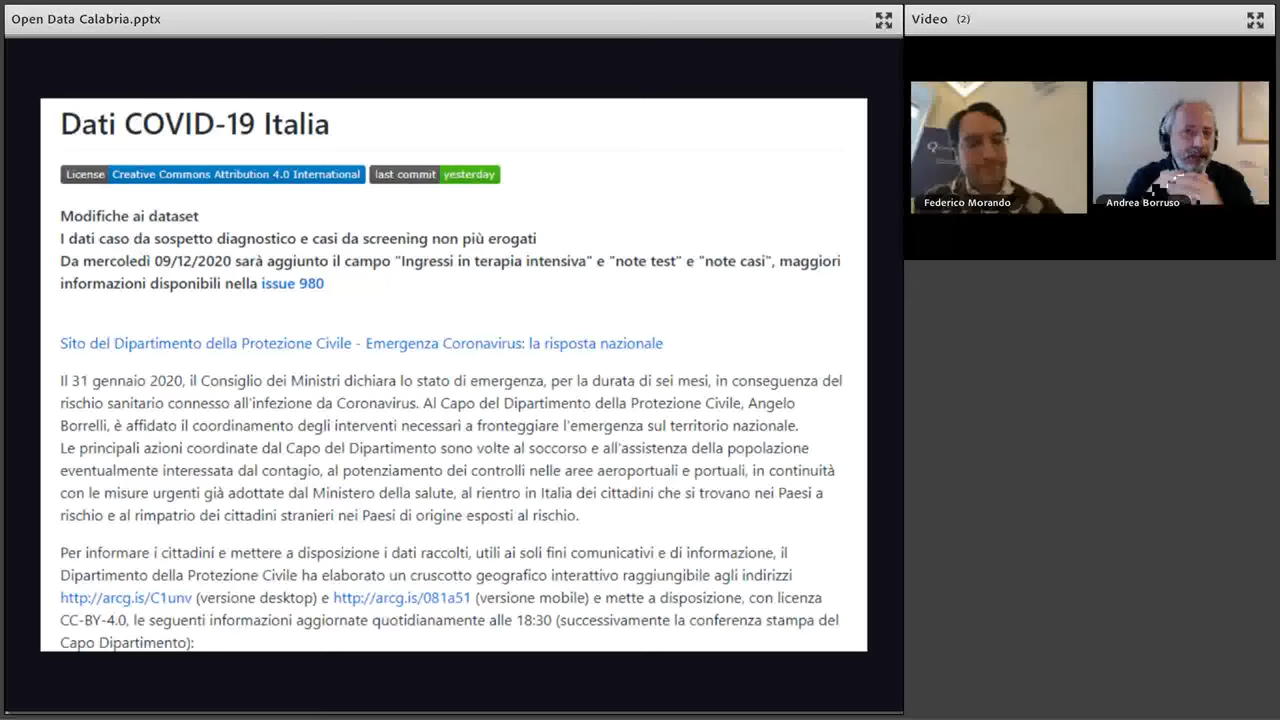 Open Data Calabria.pptx
Video (2)
Dati COVID-19 Italia
License Creative Commons Attribution 4.0 International last commit yesterday
Modifiche ai dataset
I dati caso da sospetto diagnostico e casi da screening non più erogati
Da mercoledì 09/12/2020 sarà aggiunto il campo "Ingressi in terapia intensiva" e "note test" e "note casi", maggiori
informazioni disponibili nella issue 980
Sito del Dipartimento della Protezione Civile - Emergenza Coronavirus: la risposta nazionale
Il 31 gennaio 2020, il Consiglio dei Ministri dichiara lo stato di emergenza, per la durata di sei mesi, in conseguenza del
rischio sanitario connesso all'infezione da Coronavirus. Al Capo del Dipartimento della Protezione Civile, Angelo
Borrelli, è affidato il coordinamento degli interventi necessari a fronteggiare l'emergenza sul territorio nazionale.
Le principali azioni coordinate dal Capo del Dipartimento sono volte al soccorso e all'assistenza della popolazione
eventualmente interessata dal contagio, al potenziamento dei controlli nelle aree aeroportuali e portuali, in continuità
con le misure urgenti già adottate dal Ministero della salute, al rientro in Italia dei cittadini che si trovano nei Paesi a
rischio e al rimpatrio dei cittadini stranieri nei Paesi di origine esposti al rischio.
Per informare i cittadini e mettere a disposizione i dati raccolti, utili ai soli fini comunicativi e di informazione, il
Dipartimento della Protezione Civile ha elaborato un cruscotto geografico interattivo raggiungibile agli indirizzi
http://arcg.is/C1unv (versione desktop) e http://arcg.is/081a51 (versione mobile) e mette a disposizione, con licenza
CC-BY-4.0, le seguenti informazioni aggiornate quotidianamente alle 18:30 (successivamente la conferenza stampa del
Capo Dipartimento):
Federico Morando
Andrea Borruso